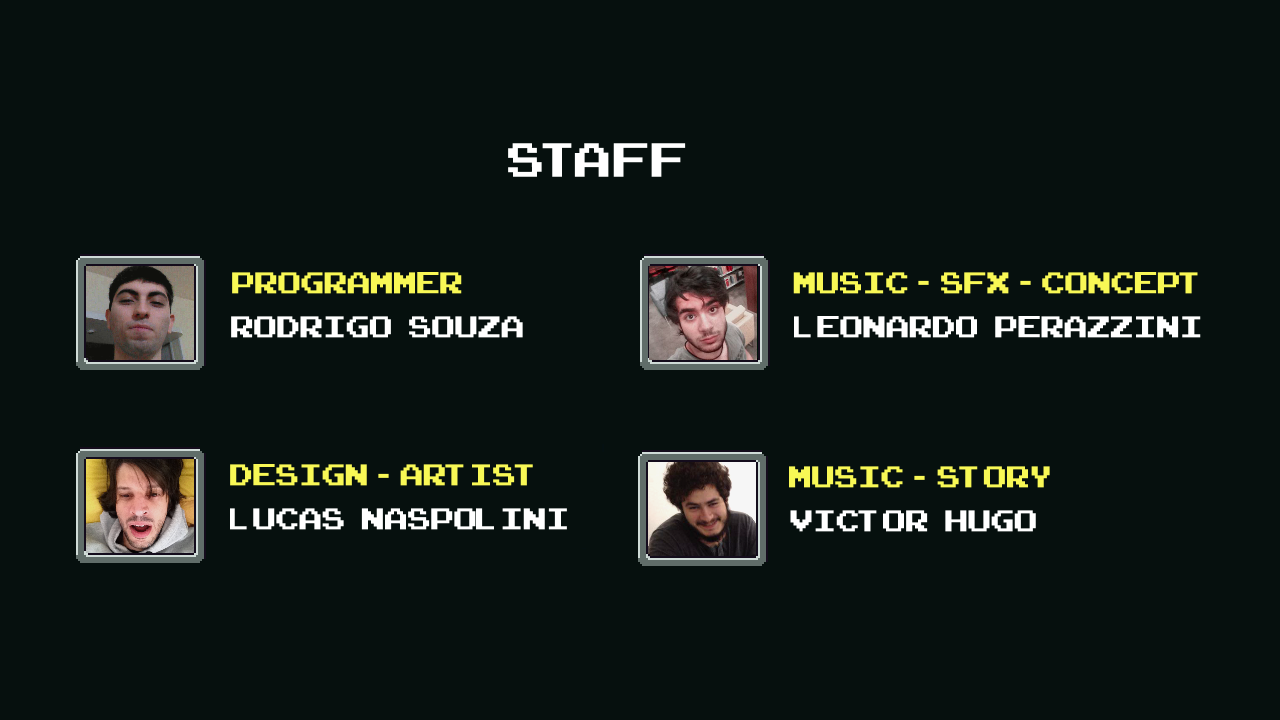 STAFF
PROGRAMMER
RODRIGO SOUZA
MUSIC - SFX - CONCEPT
LEONARDO PERAZZINI
DESIGN - ARTIST
LUCAS NASPOLINI
MUSIC - STORY
VICTOR HUGO